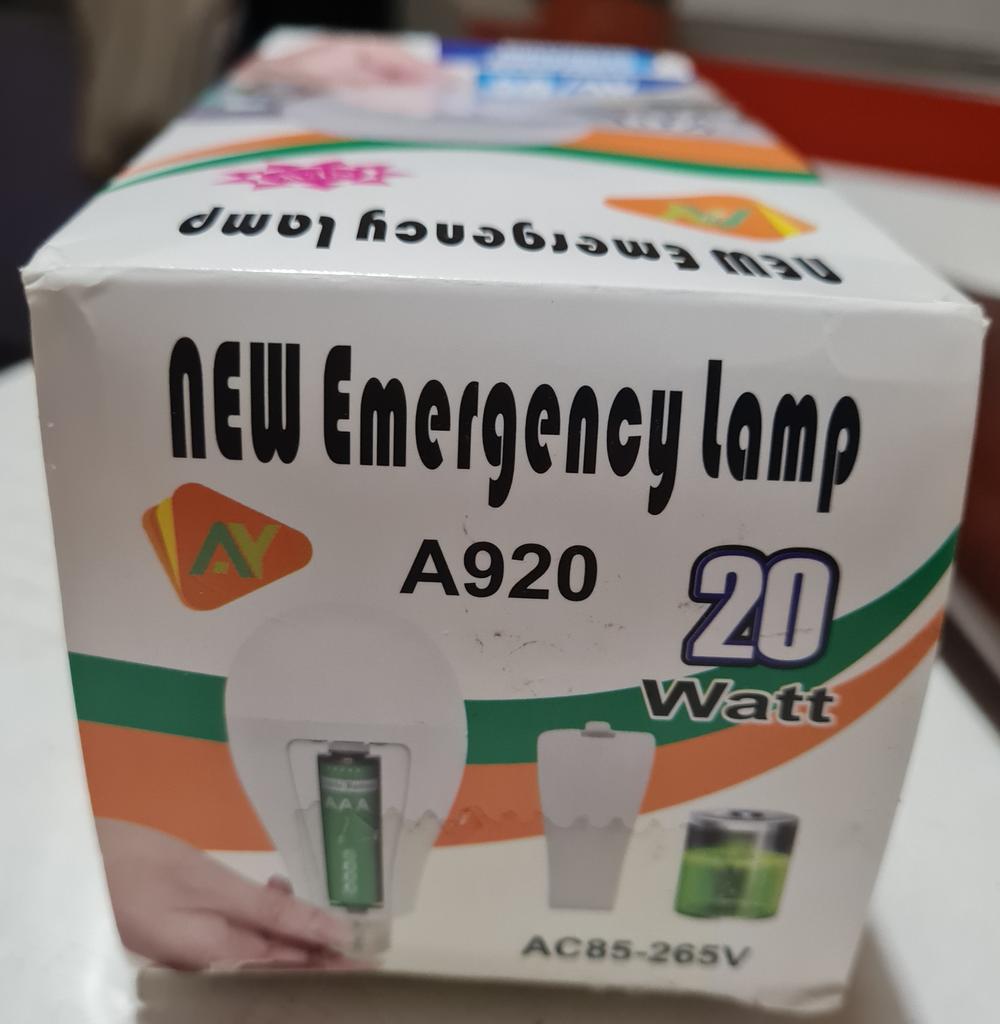 NEW Emergency Lamp
NEW Emergency Lamp
AY
A920
20
Watt
AAA
AC85-265V